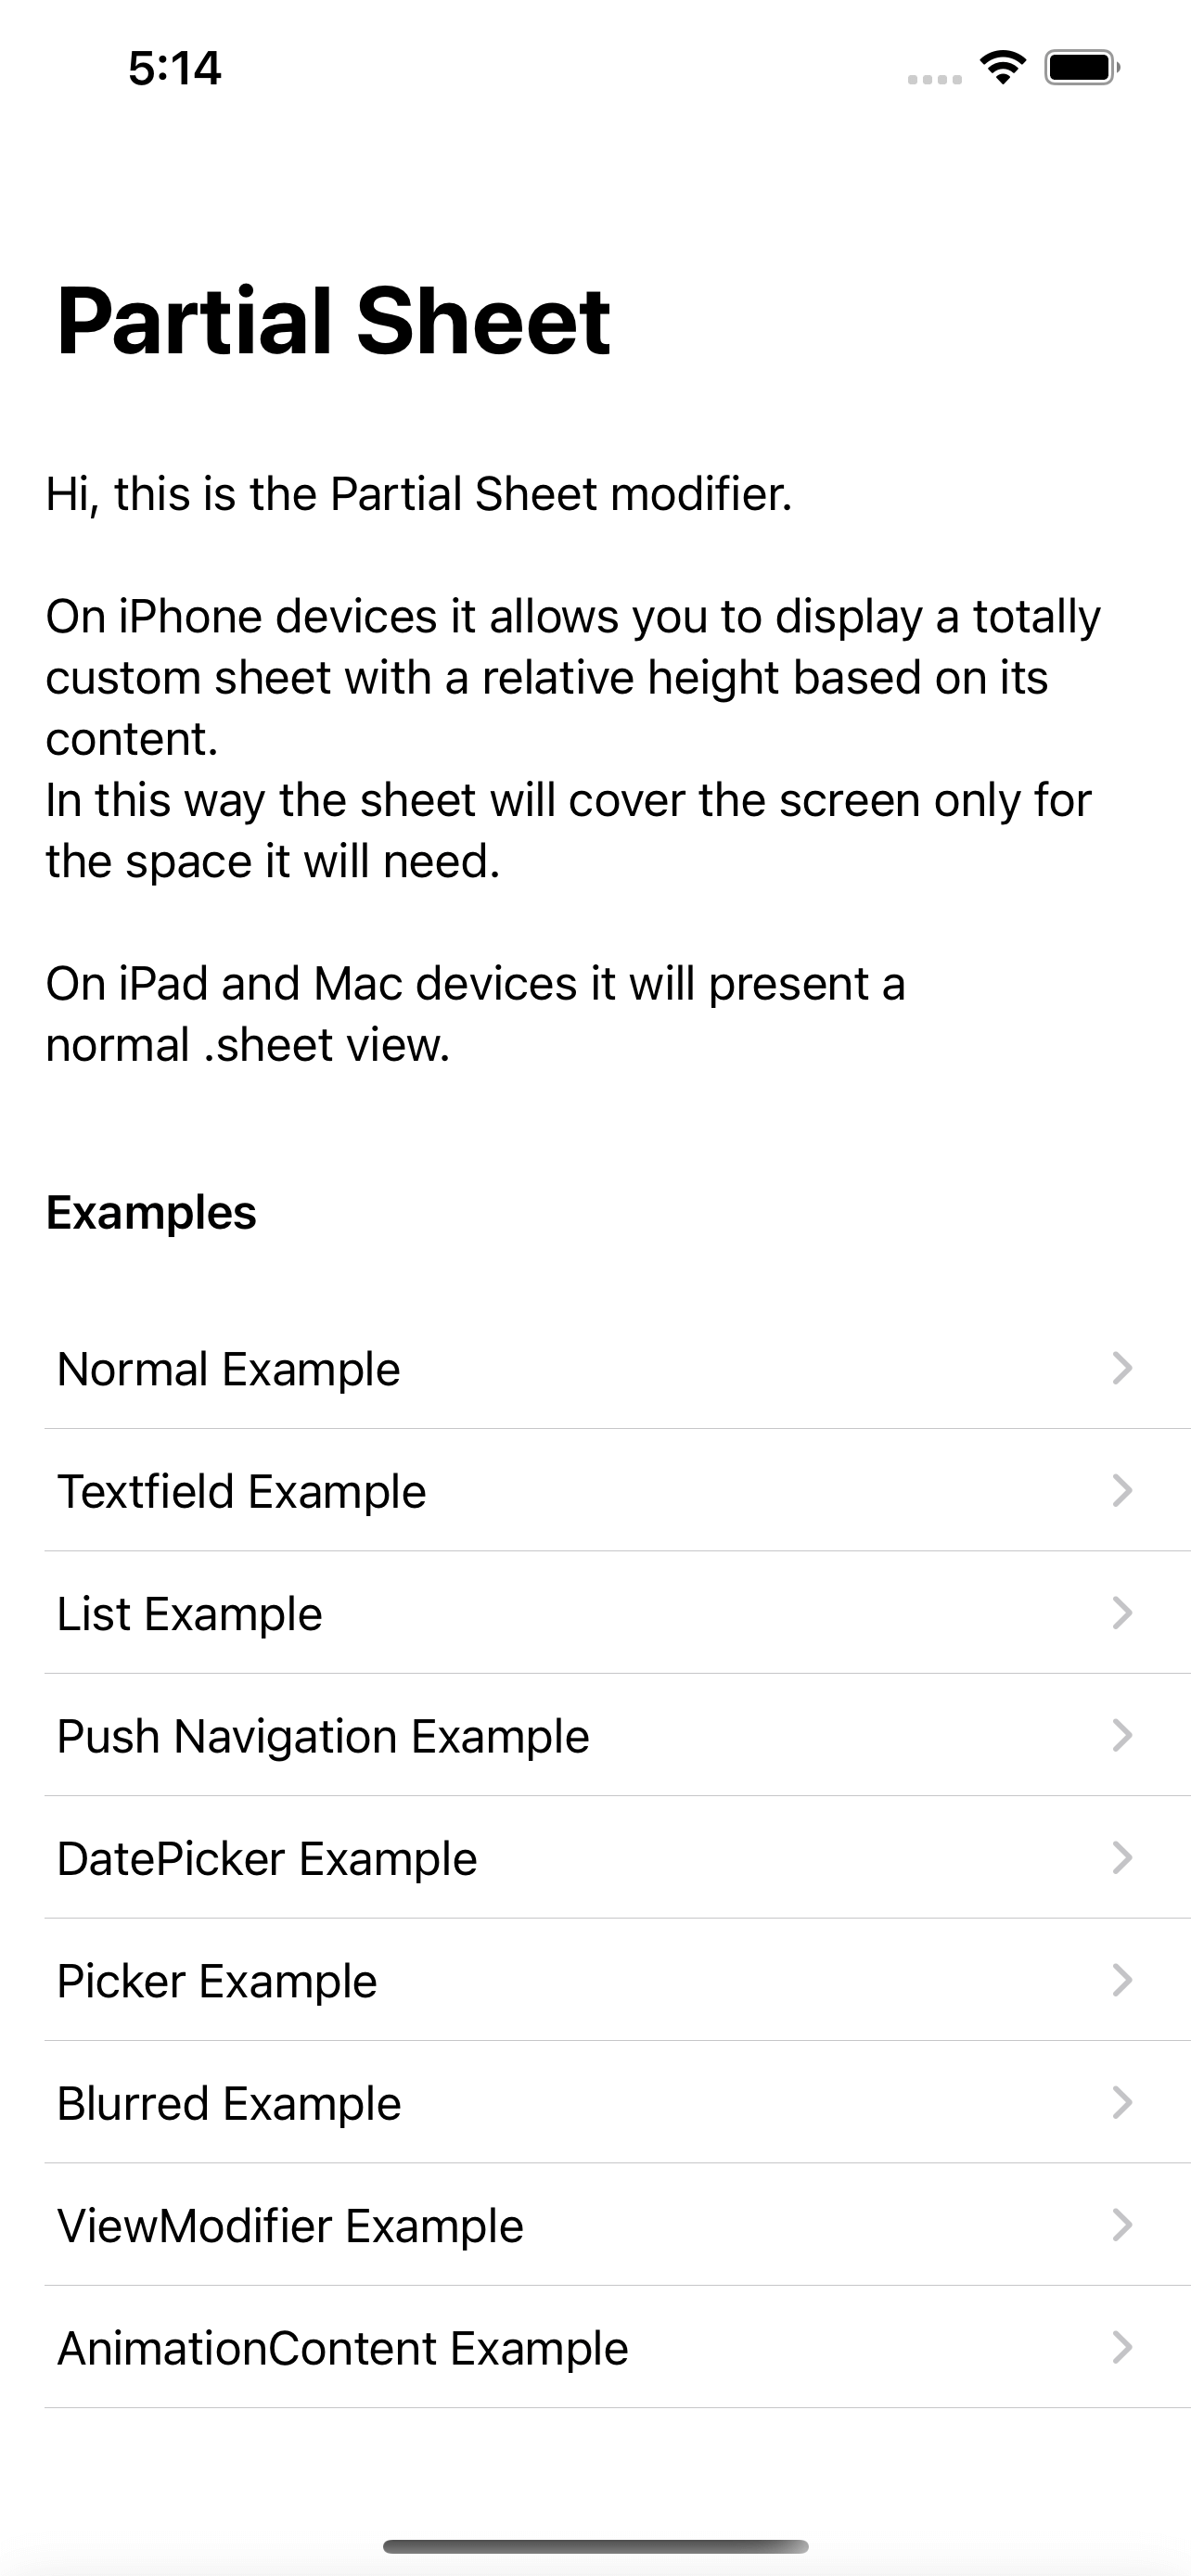 5:14
Partial Sheet
Hi, this is the Partial Sheet modifier.
On iPhone devices it allows you to display a totally
custom sheet with a relative height based on its
content.
In this way the sheet will cover the screen only for
the space it will need.
On iPad and Mac devices it will present a
normal .sheet view.
Examples
Normal Example
Textfield Example
List Example
Push Navigation Example
DatePicker Example
Picker Example
Blurred Example
ViewModifier Example
AnimationContent Example